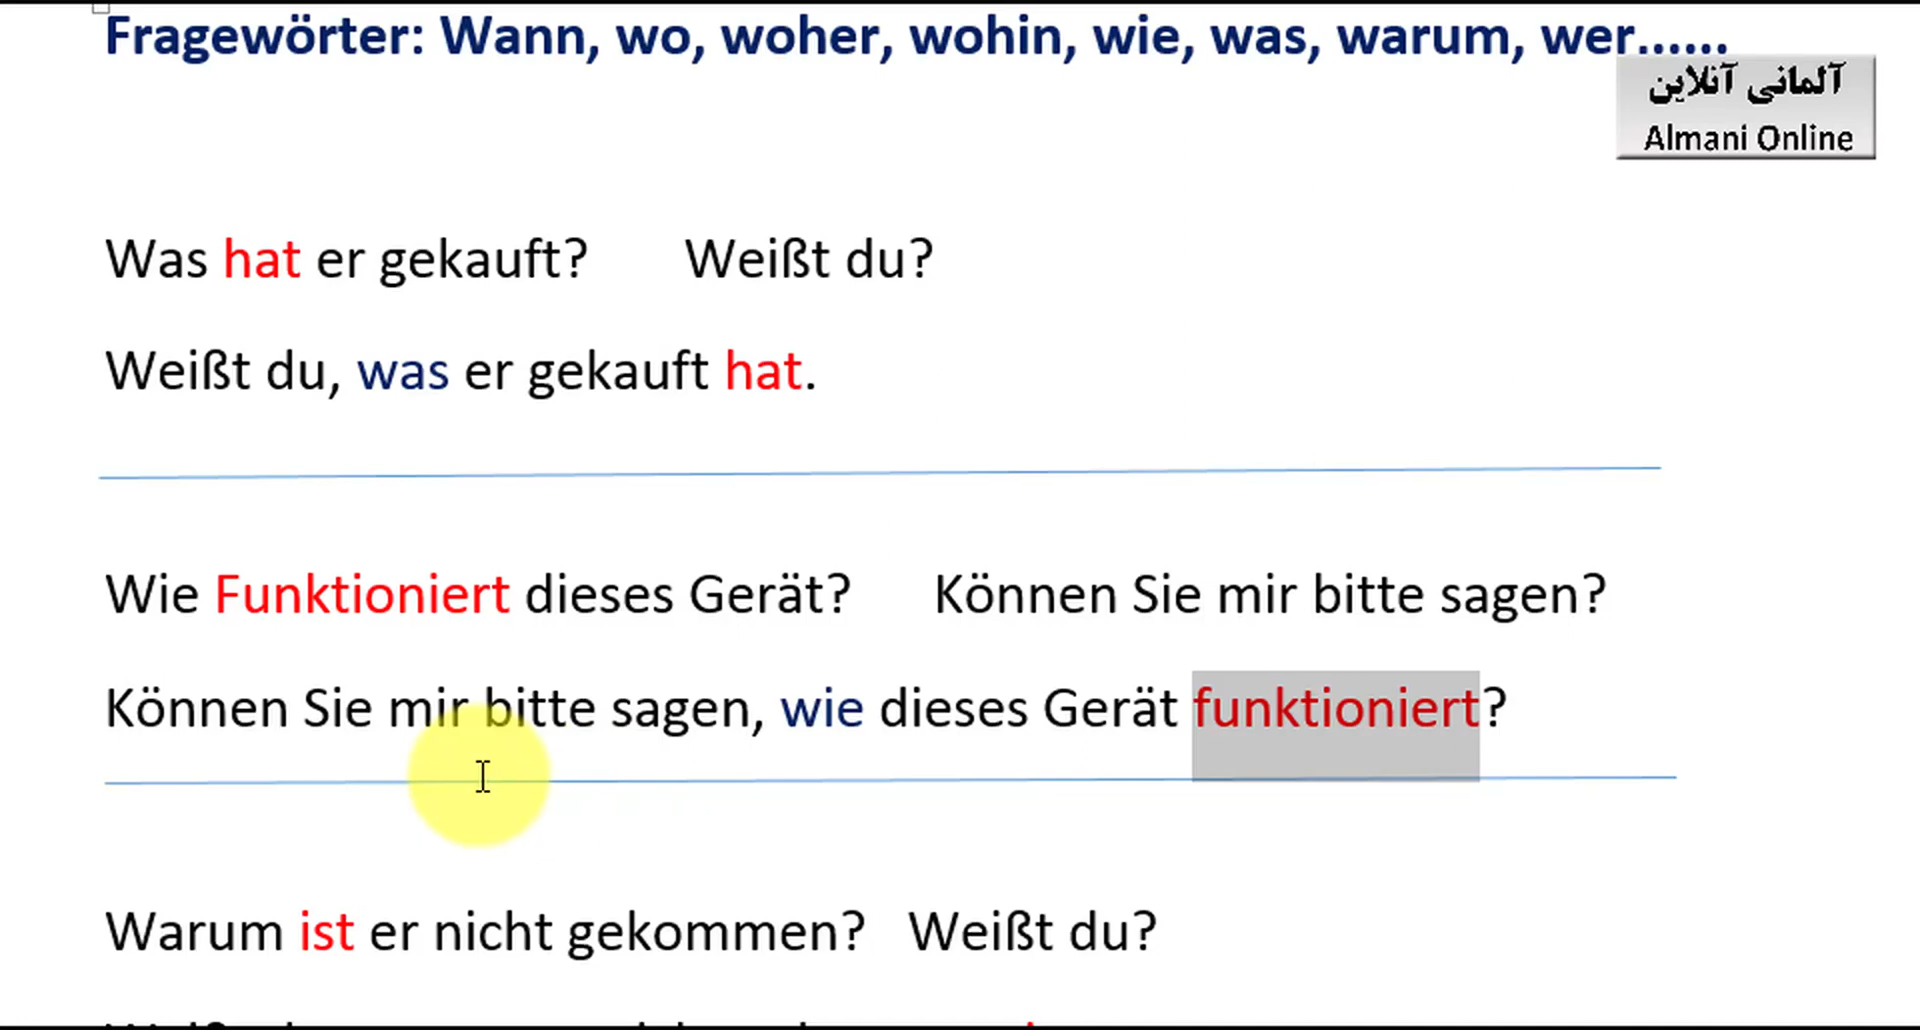 Fragewörter: Wann, wo, woher, wohin, wie, was, warum, wer......
آلمانی آنلاین
Almani Online
Was hat er gekauft? Weißt du?
Weißt du, was er gekauft hat.
Wie Funktioniert dieses Gerät? Können Sie mir bitte sagen?
Können Sie mir bitte sagen, wie dieses Gerät funktioniert?
Warum ist er nicht gekommen? Weißt du?